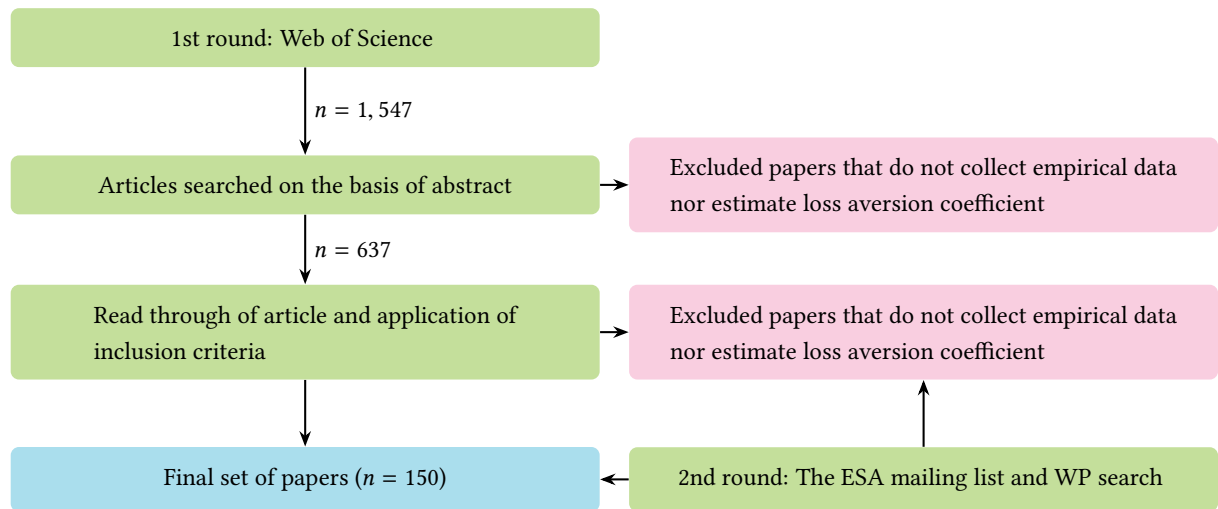 1st round: Web of Science
n = 1, 547
Articles searched on the basis of abstract
Excluded papers that do not collect empirical data
nor estimate loss aversion coefficient
n = 637
Read through of article and application of
inclusion criteria
Excluded papers that do not collect empirical data
nor estimate loss aversion coefficient
Final set of papers (n = 150)
2nd round: The ESA mailing list and WP search